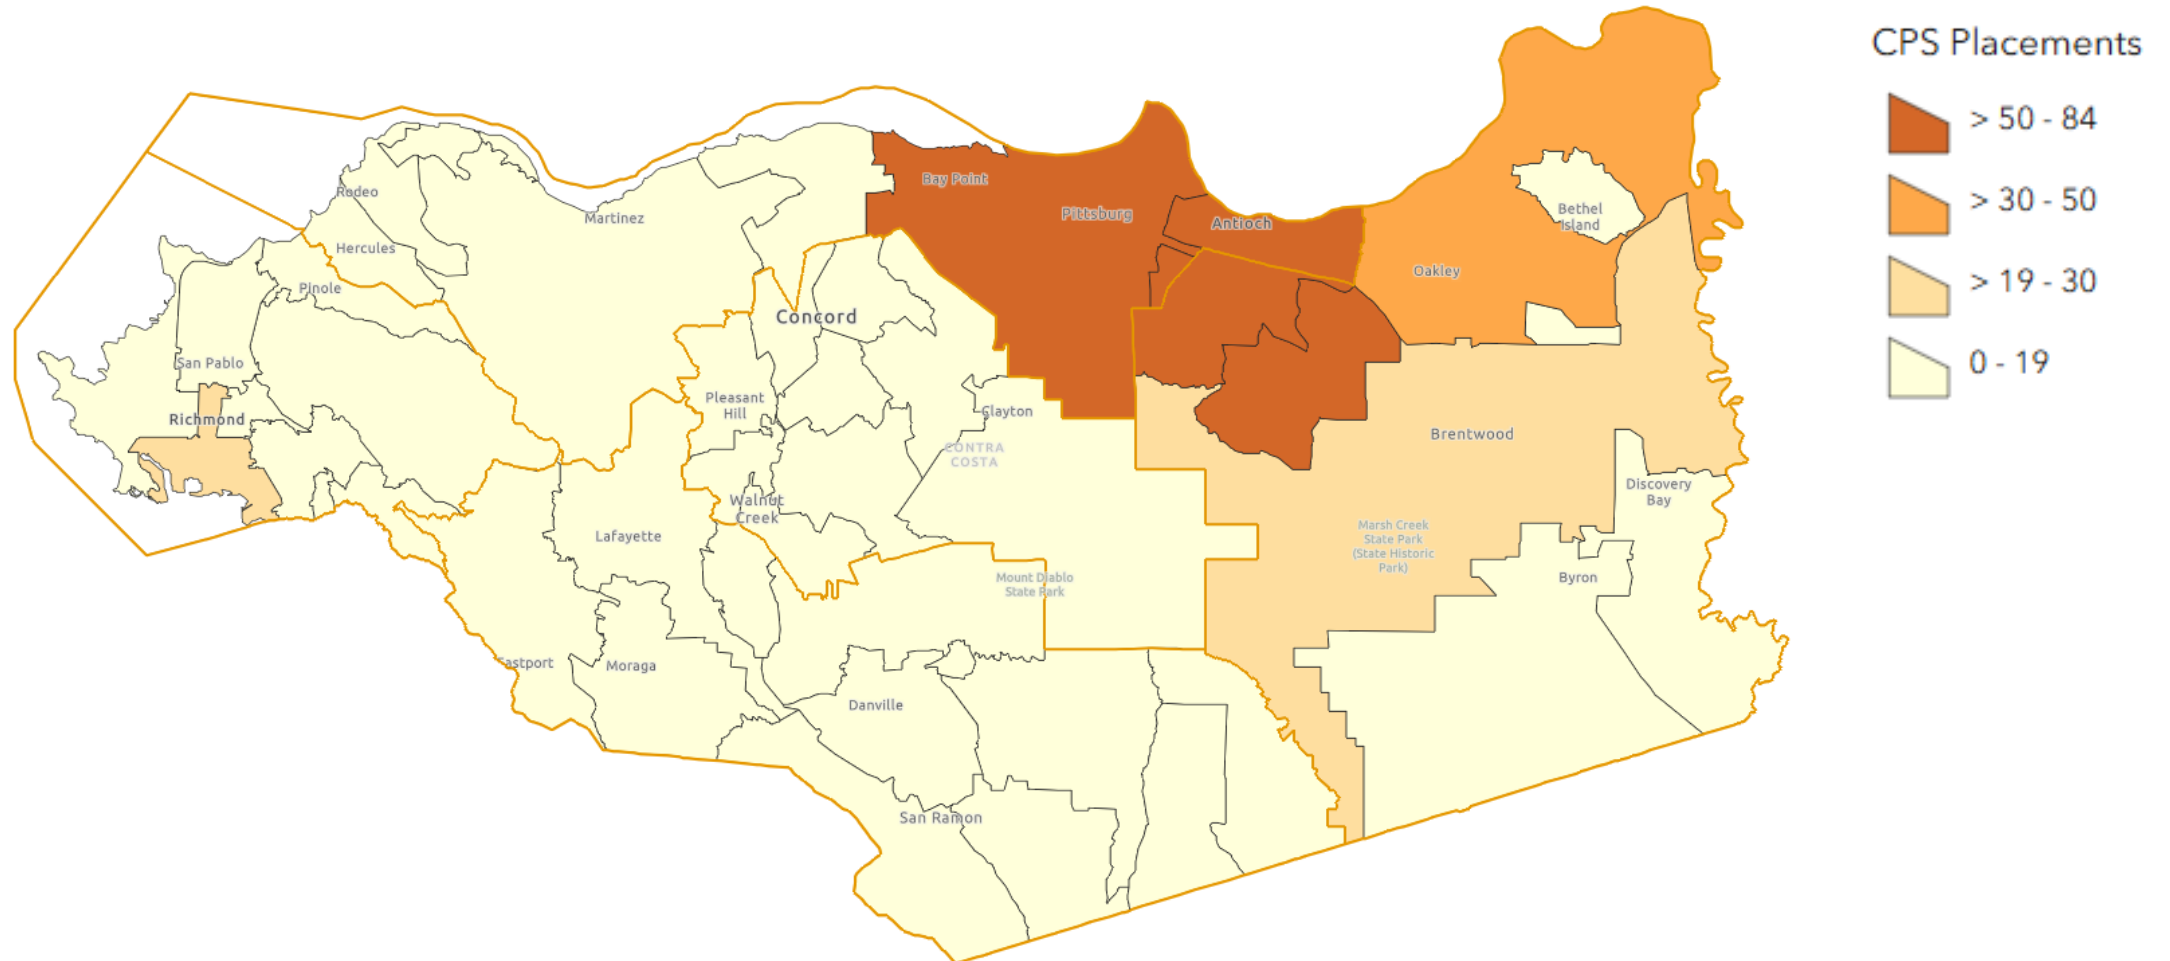 CPS Placements
> 50 - 84
> 30 - 50
> 19 - 30
0 - 19
Bay Point
Rodeo
Martinez
Pittsburg
Antioch
Bethel
Island
Hercules
Pinole
Oakley
Concord
San Pablo
Richmond
Pleasant
Hill
Clayton
CONTRA
COSTA
Brentwood
Walnut
Creek
Discovery
Bay
Lafayette
Marsh Creek
State Park
(State Historic
Park)
Mount Diablo
State Park
Byron
Eastport
Moraga
Danville
San Ramon